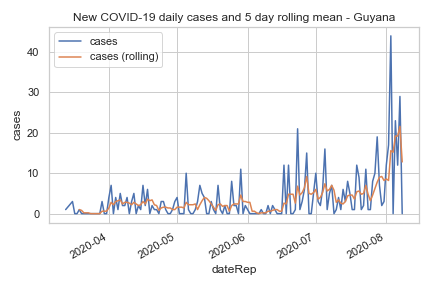 New COVID-19 daily cases and 5 day rolling mean - Guyana
cases
cases (rolling)
cases
40
30
20
10
0
2020-04
2020-05
2020-06
2020-07
2020-08
dateRep